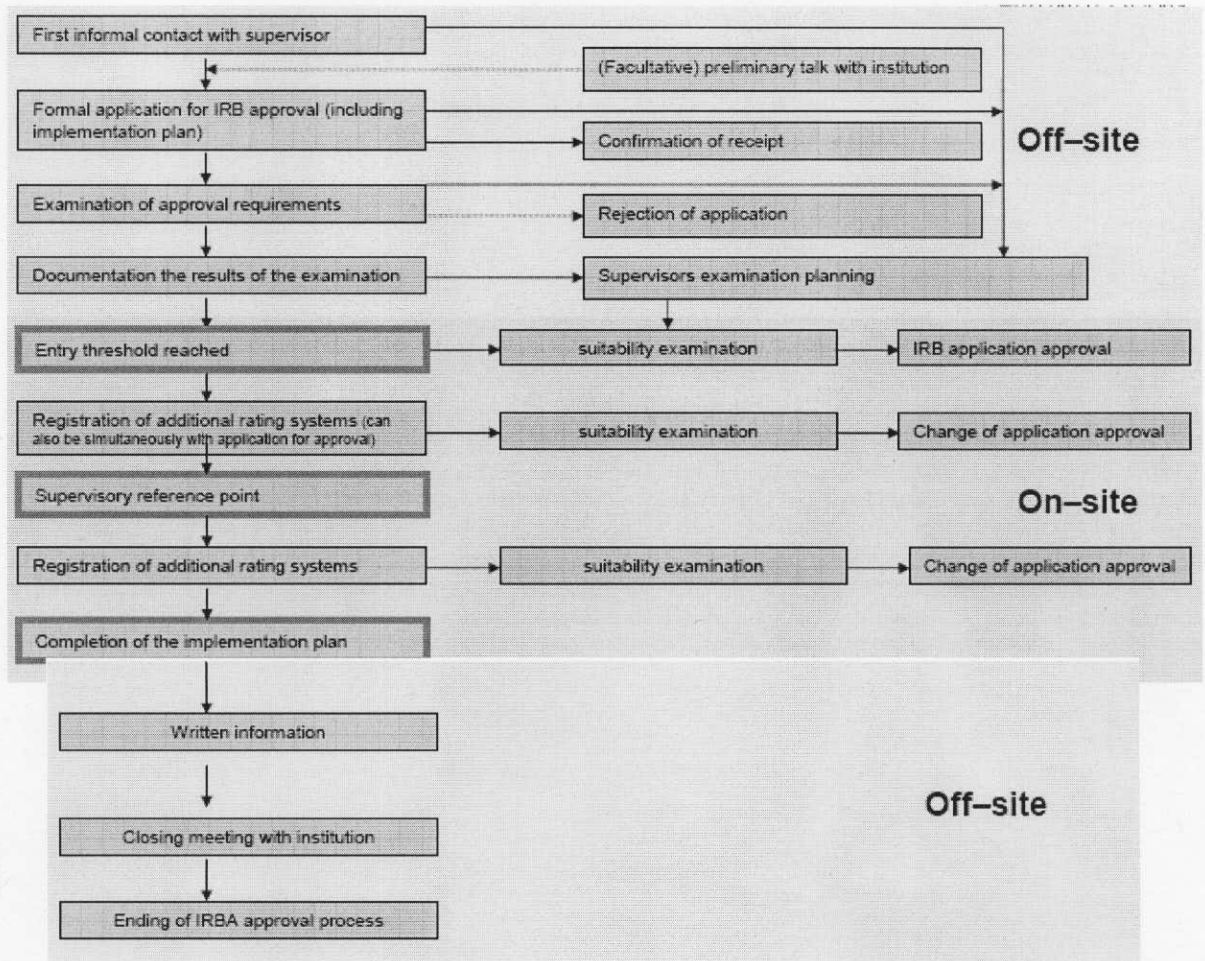 First informal contact with supervisor
(Facultative) preliminary talk with institution
Formal application for IRB approval (including
implementation plan)
Confirmation of receipt
Off–site
Examination of approval requirements
Rejection of application
Documentation the results of the examination
Supervisors examination planning
Entry threshold reached
suitability examination
IRB application approval
Registration of additional rating systems (can
also be simultaneously with application for approval)
suitability examination
Change of application approval
Supervisory reference point
On–site
Registration of additional rating systems
suitability examination
Change of application approval
Completion of the implementation plan
Written information
Off–site
Closing meeting with institution
Ending of IRBA approval process